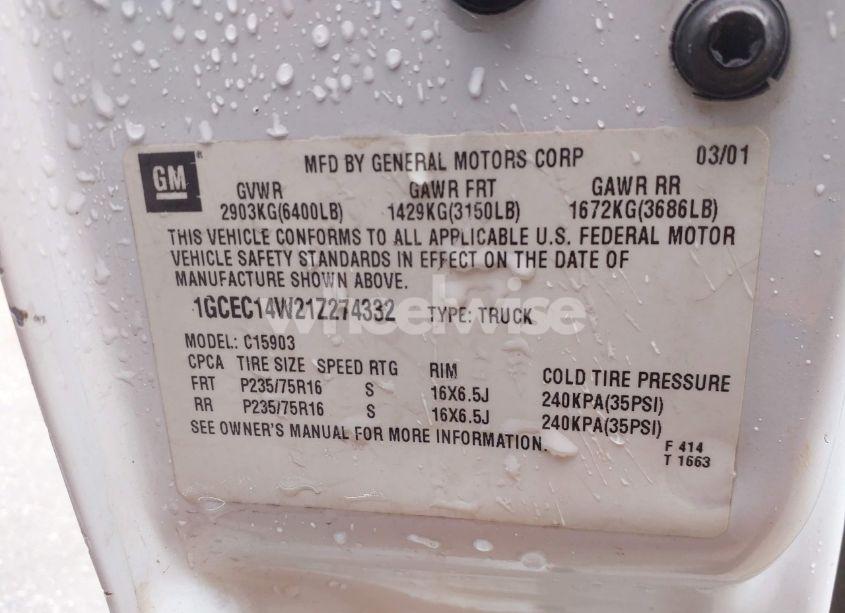 GM ®
MFD BY GENERAL MOTORS CORP 03/01
GVWR GAWR FRT GAWR RR
2903KG(6400LB) 1429KG(3150LB) 1672KG(3686LB)
THIS VEHICLE CONFORMS TO ALL APPLICABLE U.S. FEDERAL MOTOR
VEHICLE SAFETY STANDARDS IN EFFECT ON THE DATE OF
MANUFACTURE SHOWN ABOVE.
1GCEC14W21Z274332 TYPE: TRUCK
wheelwise
MODEL: C15903
CPCA TIRE SIZE SPEED RTG RIM COLD TIRE PRESSURE
FRT P235/75R16 S 16X6.5J 240KPA(35PSI)
RR P235/75R16 S 16X6.5J 240KPA(35PSI)
SEE OWNER'S MANUAL FOR MORE INFORMATION.
F 414
T 1663